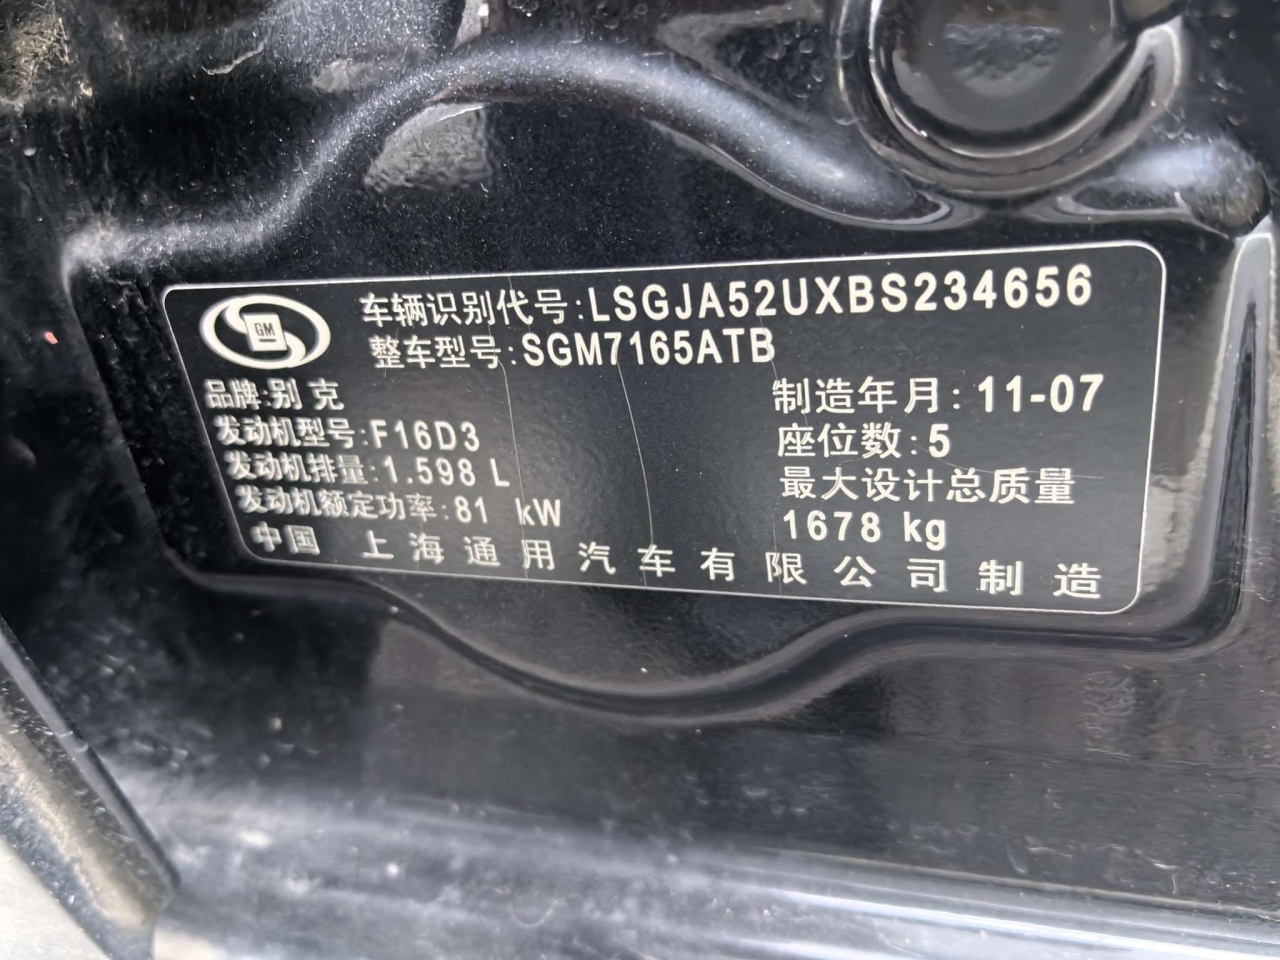 GM
车辆识别代号:LSGJA52UXBS234656
整车型号:SGM7165ATB
品牌:别克
制造年月:11-07
发动机型号:F16D3
座位数:5
发动机排量:1.598 L
最大设计总质量
发动机额定功率:81 kW
1678 kg
中国 上海通用汽车有限公司制造